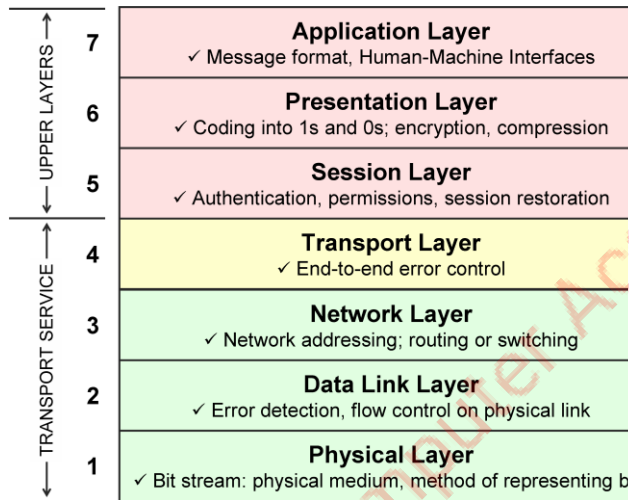 UPPER LAYERS
7
Application Layer
✓ Message format, Human-Machine Interfaces
6
Presentation Layer
✓ Coding into 1s and 0s; encryption, compression
5
Session Layer
✓ Authentication, permissions, session restoration
TRANSPORT SERVICE
4
Transport Layer
✓ End-to-end error control
3
Network Layer
✓ Network addressing; routing or switching
2
Data Link Layer
✓ Error detection, flow control on physical link
1
Physical Layer
✓ Bit stream: physical medium, method of representing